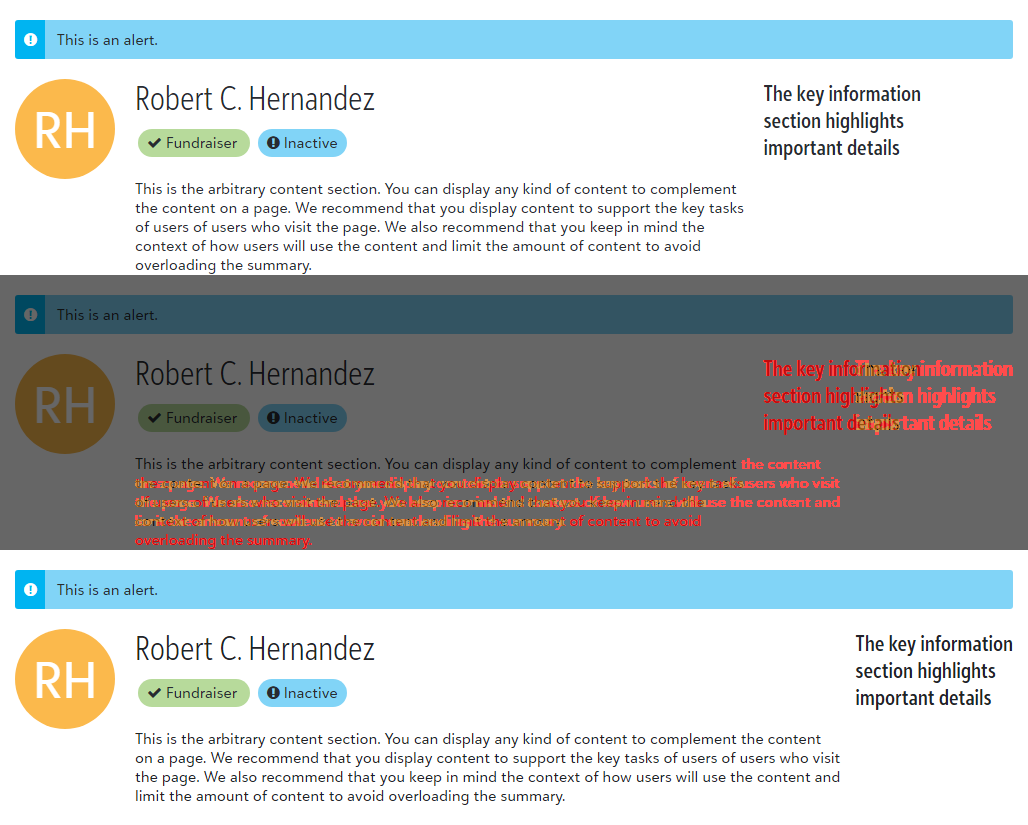 This is an alert.
RH
Robert C. Hernandez
Fundraiser
Inactive
The key information
section highlights
important details
This is the arbitrary content section. You can display any kind of content to complement
the content on a page. We recommend that you display content to support the key tasks
of users of users who visit the page. We also recommend that you keep in mind the
context of how users will use the content and limit the amount of content to avoid
overloading the summary.
This is an alert.
RH
Robert C. Hernandez
Fundraiser
Inactive
The key information
section highlights
important details
This is the arbitrary content section. You can display any kind of content to complement the content
of content to avoid
overloading the summary.
This is an alert.
RH
Robert C. Hernandez
Fundraiser
Inactive
The key information
section highlights
important details
This is the arbitrary content section. You can display any kind of content to complement the content
on a page. We recommend that you display content to support the key tasks of users of users who visit
the page. We also recommend that you keep in mind the context of how users will use the content and
limit the amount of content to avoid overloading the summary.